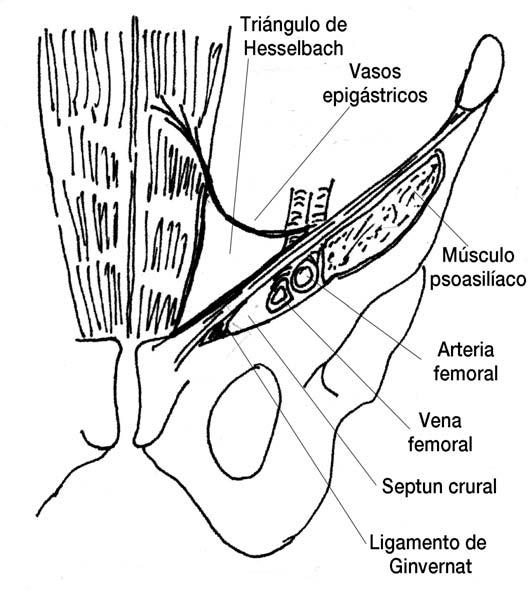 Triángulo de
Hesselbach
Vasos
epigástricos
Músculo
psoasilíaco
Arteria
femoral
Vena
femoral
Septun crural
Ligamento de
Ginvernat